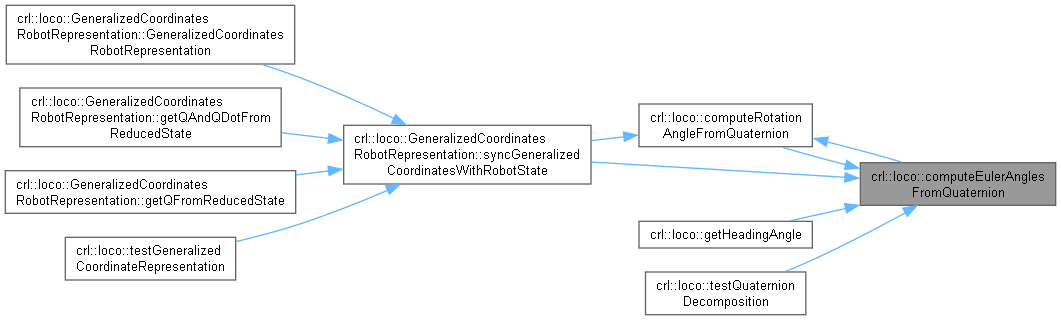 crl::loco::GeneralizedCoordinates
RobotRepresentation::GeneralizedCoordinates
RobotRepresentation
crl::loco::GeneralizedCoordinates
RobotRepresentation::getQAndQDotFrom
ReducedState
crl::loco::GeneralizedCoordinates
RobotRepresentation::getQFromReducedState
crl::loco::testGeneralized
CoordinateRepresentation
crl::loco::GeneralizedCoordinates
RobotRepresentation::syncGeneralized
CoordinatesWithRobotState
crl::loco::computeRotation
AngleFromQuaternion
crl::loco::getHeadingAngle
crl::loco::testQuaternion
Decomposition
crl::loco::computeEulerAngles
FromQuaternion